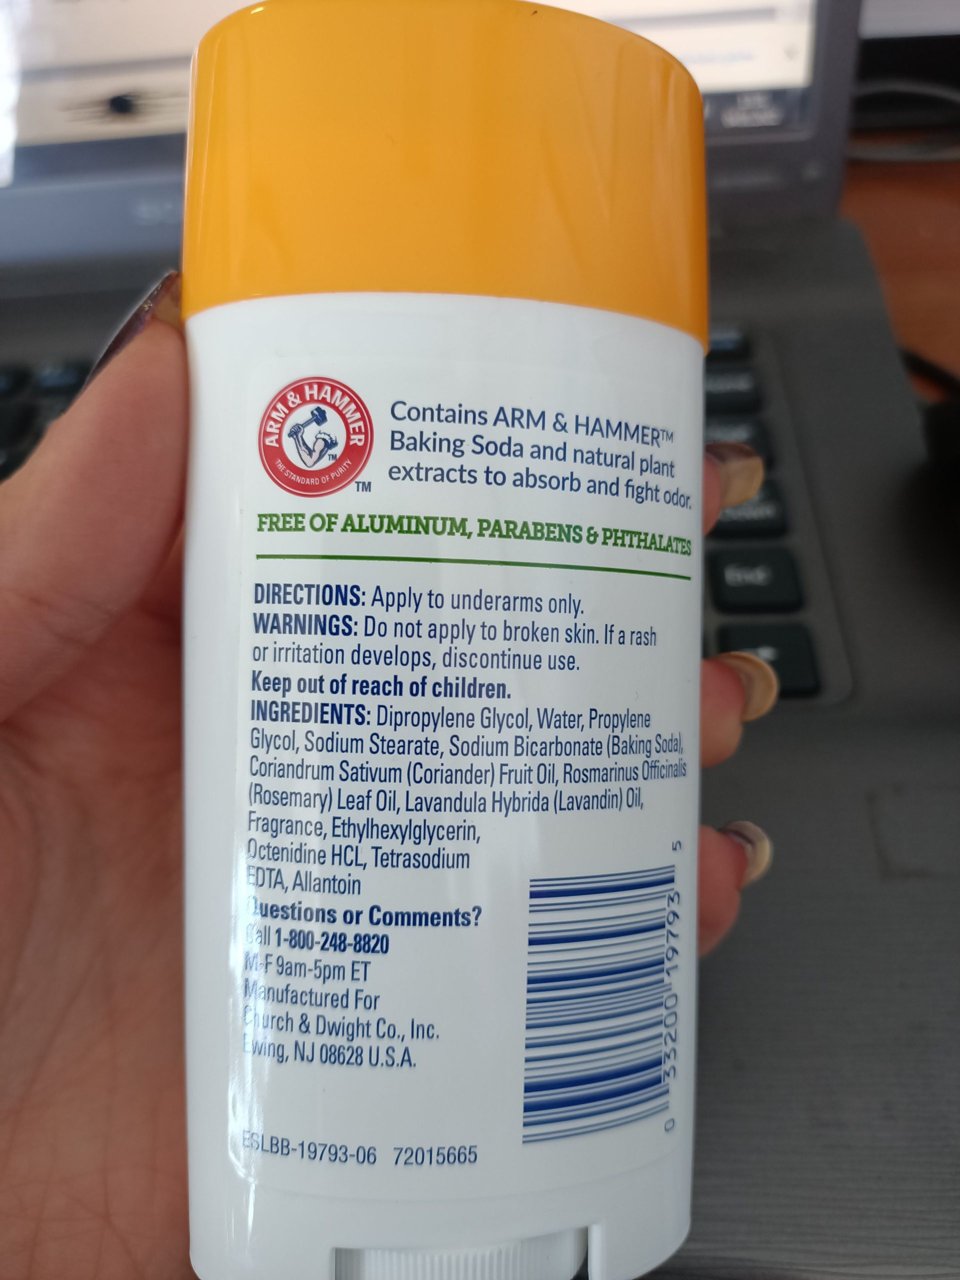 ARM & HAMMER
THE STANDARD OF PURITY
TM
TM
Contains ARM & HAMMER™
Baking Soda and natural plant
extracts to absorb and fight odor.
FREE OF ALUMINUM, PARABENS & PHTHALATES
DIRECTIONS: Apply to underarms only.
WARNINGS: Do not apply to broken skin. If a rash
or irritation develops, discontinue use.
Keep out of reach of children.
INGREDIENTS: Dipropylene Glycol, Water, Propylene
Glycol, Sodium Stearate, Sodium Bicarbonate (Baking Soda),
Coriandrum Sativum (Coriander) Fruit Oil, Rosmarinus Officinalis
(Rosemary) Leaf Oil, Lavandula Hybrida (Lavandin) Oil,
Fragrance, Ethylhexylglycerin,
Octenidine HCL, Tetrasodium
EDTA, Allantoin
Questions or Comments?
Call 1-800-248-8820
M-F 9am-5pm ET
Manufactured For
Church & Dwight Co., Inc.
Ewing, NJ 08628 U.S.A.
ESLBB-19793-06 72015665
0 33200 19793 5
End